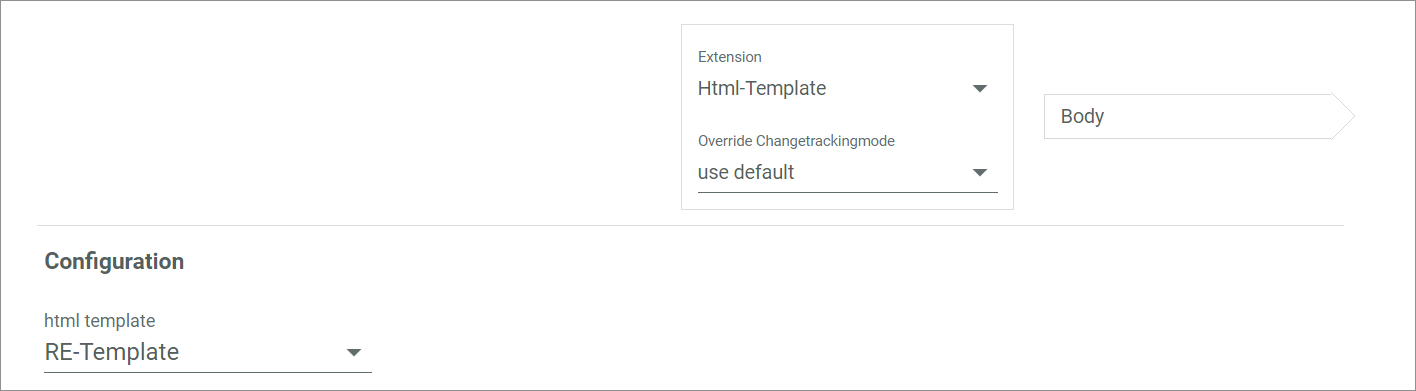 Extension
Html-Template
Override Changetrackingmode
use default
Body
Configuration
html template
RE-Template